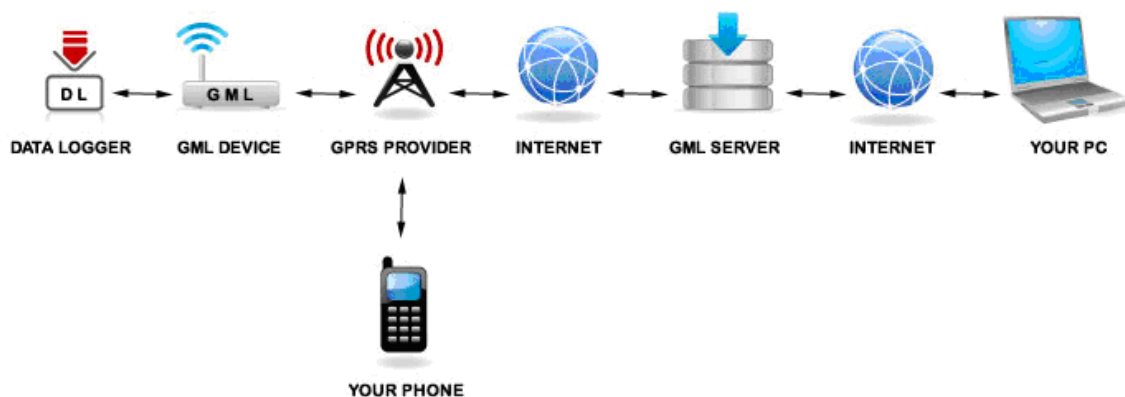 DL
GML
DATA LOGGER
GML DEVICE
GPRS PROVIDER
INTERNET
GML SERVER
INTERNET
YOUR PC
YOUR PHONE